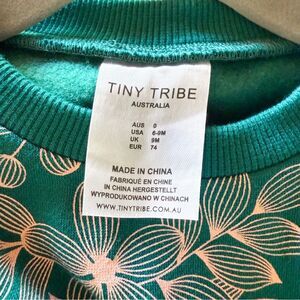 TINY TRIBE
AUSTRALIA
AUS 0
USA 6-9M
UK 9M
EUR 74
MADE IN CHINA
FABRIQUÉ EN CHINE
IN CHINA HERGESTELLT
WYPRODUKOWANO W CHINACH
WWW.TINYTRIBE.COM.AU